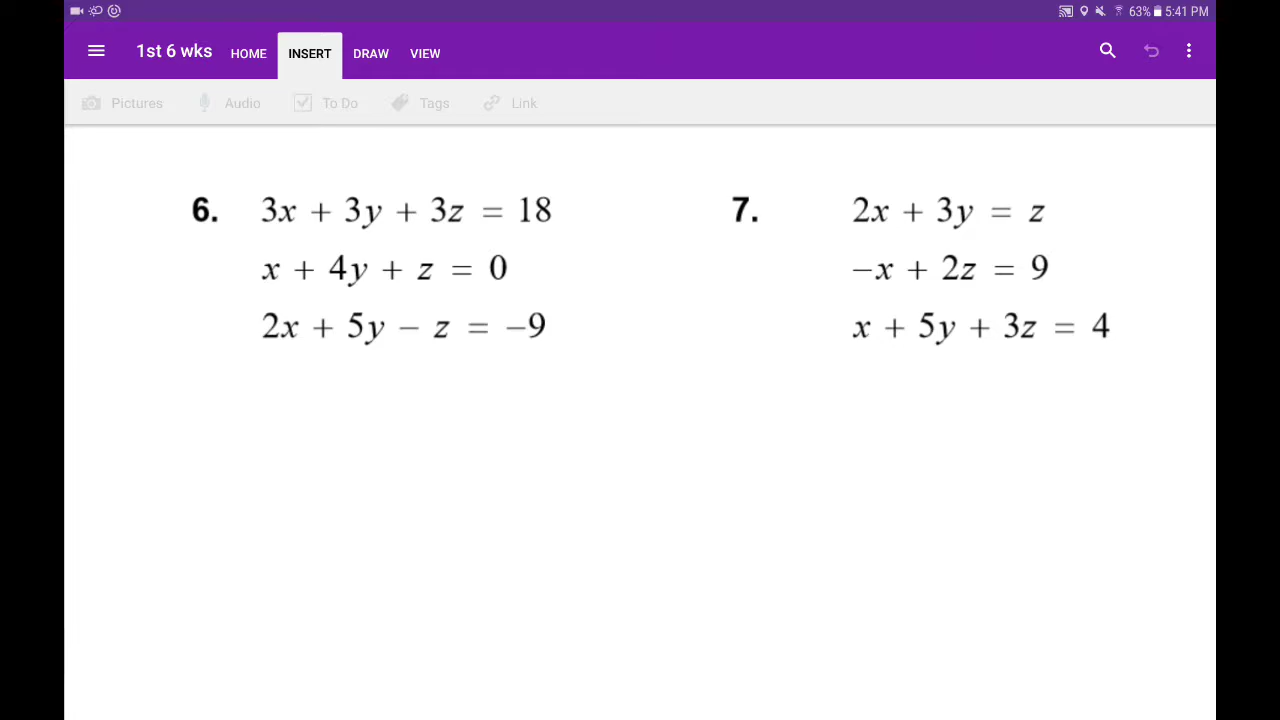 63% 5:41 PM
1st 6 wks HOME INSERT DRAW VIEW
Pictures Audio To Do Tags Link
6. 3x + 3y + 3z = 18
x + 4y + z = 0
2x + 5y − z = −9
7. 2x + 3y = z
−x + 2z = 9
x + 5y + 3z = 4